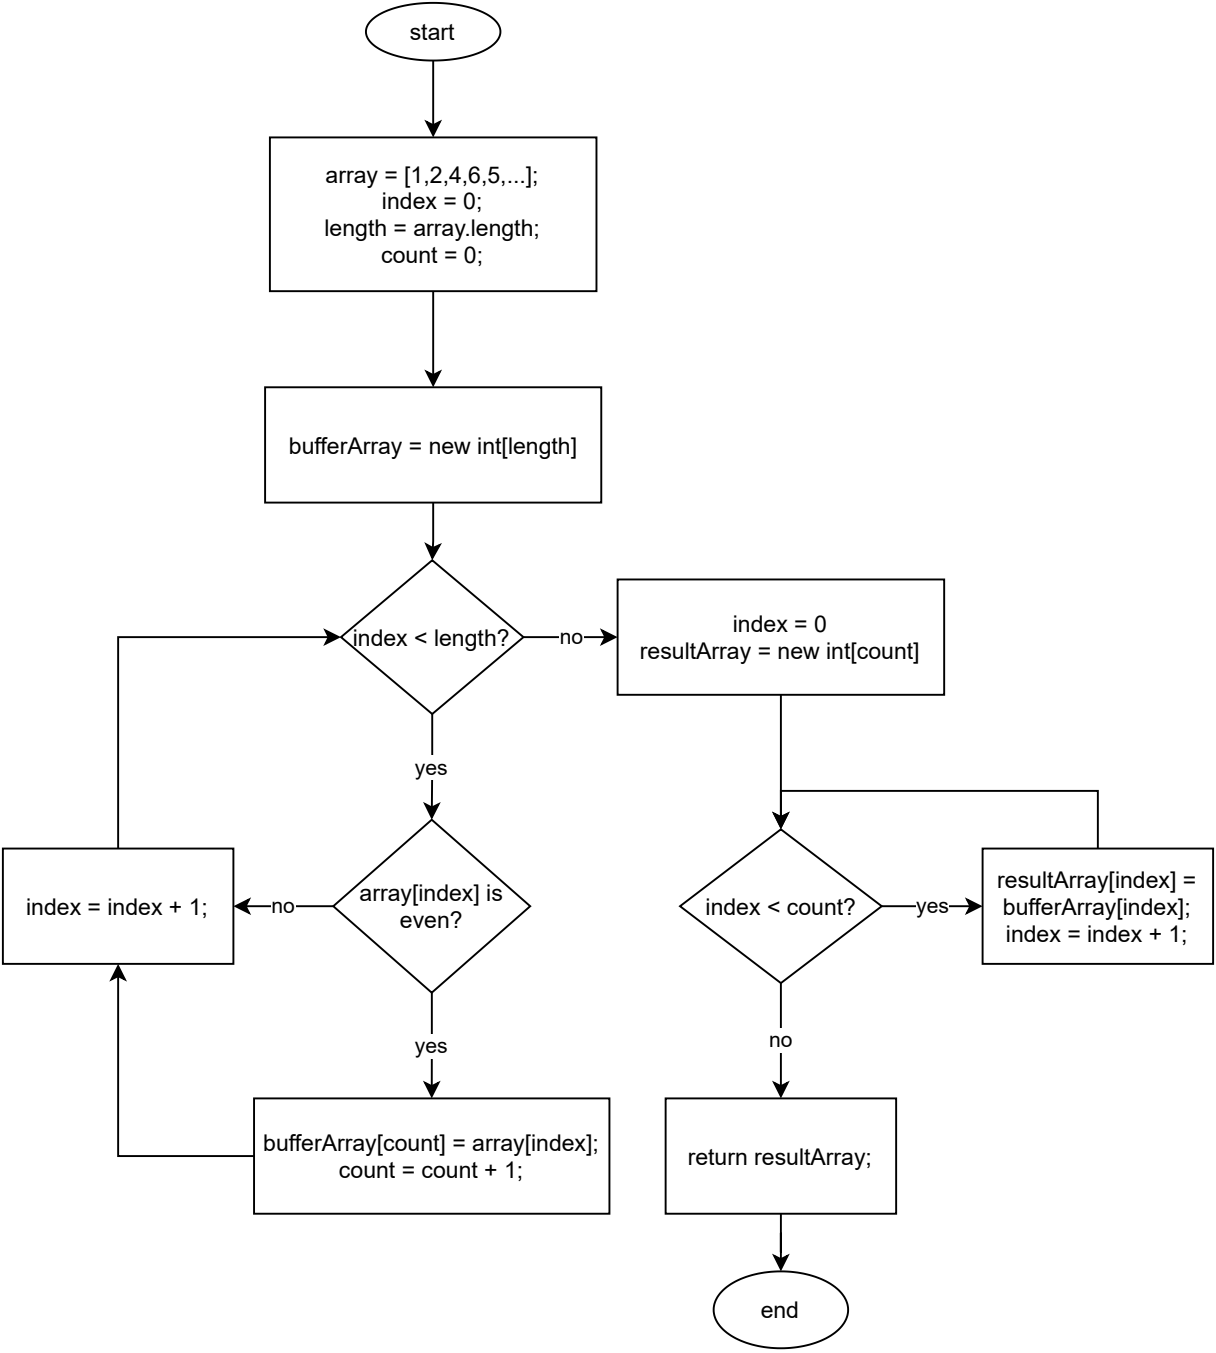 start
array = [1,2,4,6,5,...];
index = 0;
length = array.length;
count = 0;
bufferArray = new int[length]
index < length?
no
index = 0
resultArray = new int[count]
yes
array[index] is
even?
no
index = index + 1;
index < count?
yes
resultArray[index] =
bufferArray[index];
index = index + 1;
yes
no
bufferArray[count] = array[index];
count = count + 1;
return resultArray;
end